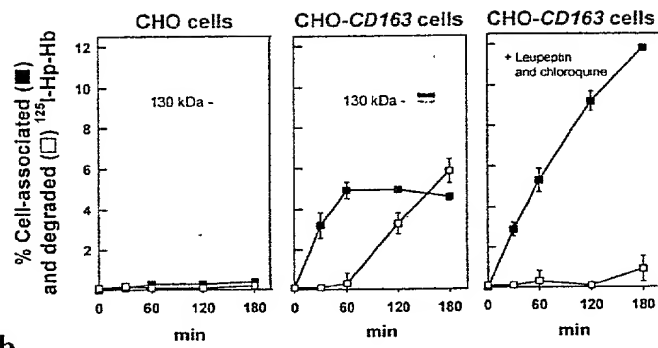 CHO cells
CHO-CD163 cells
CHO-CD163 cells
% Cell-associated (■)
and degraded (□) ¹²⁵I-Hp-Hb
12
10
8
6
4
2
130 kDa -
130 kDa -
+ Leupeptin
and chloroquine
0 60 120 180
0 60 120 180
0 60 120 180
min
min
min
b